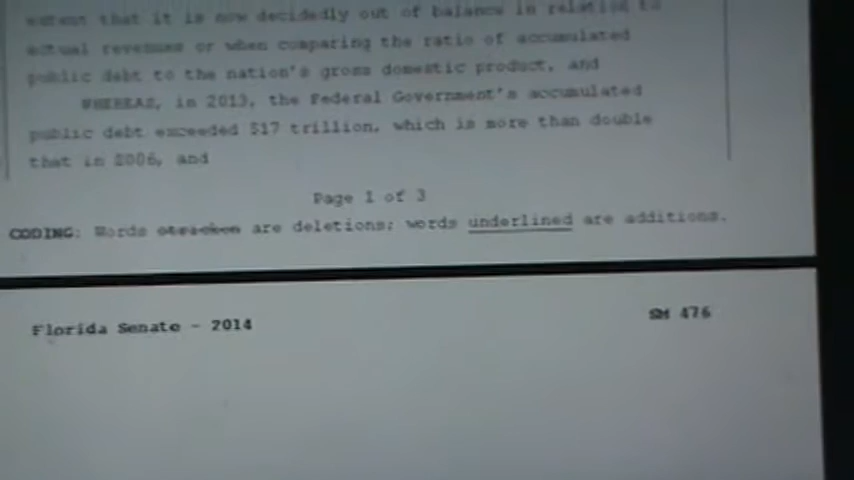 extent that it is now decidedly out of balance in relation to
actual revenues or when comparing the ratio of accumulated
public debt to the nation's gross domestic product, and
WHEREAS, in 2013, the Federal Government's accumulated
public debt exceeded $17 trillion, which is more than double
that in 2006, and
Page 1 of 3
CODING: Words stricken are deletions; words underlined are additions.
Florida Senate - 2014
SM 476